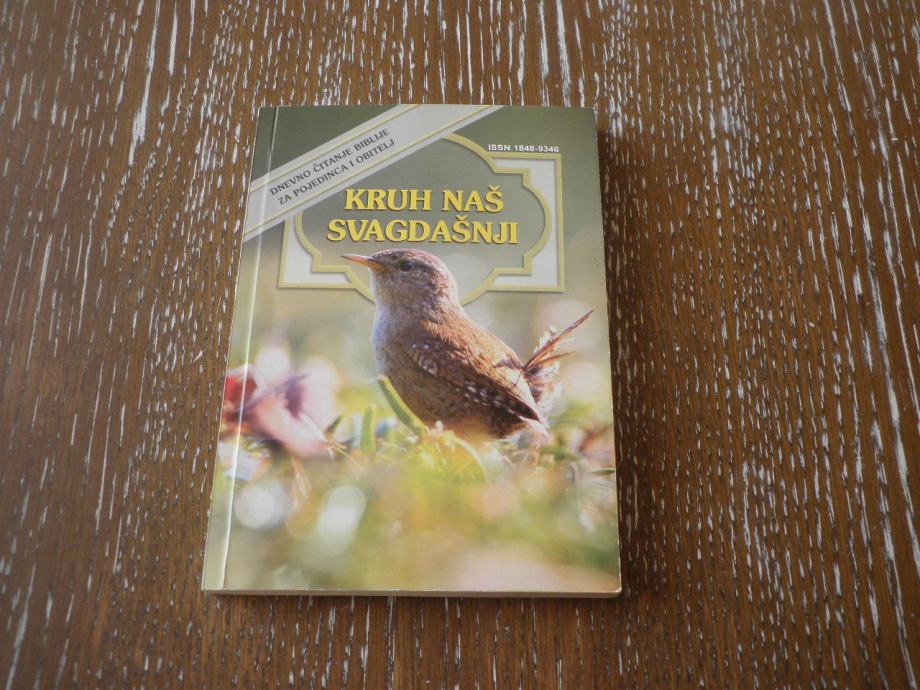 DNEVNO ČITANJE BIBLIJE
ZA POJEDINCA I OBITELJ
ISSN 1848-9346
KRUH NAŠ
SVAGDAŠNJI